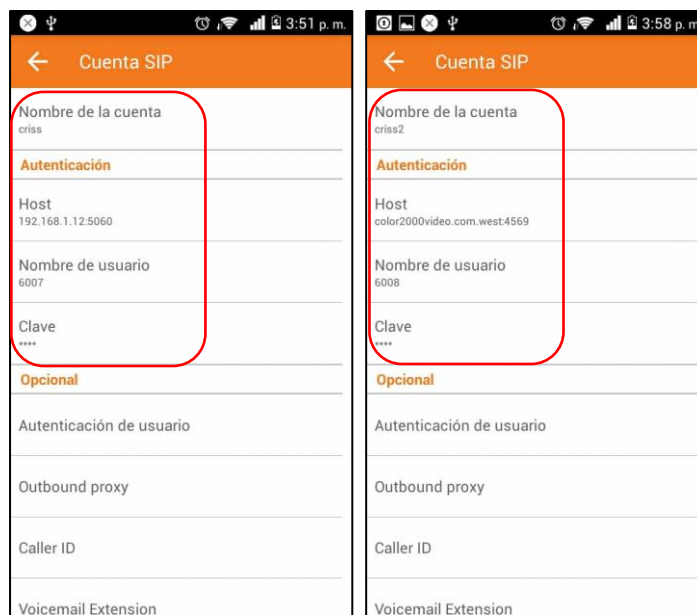 3:51 p. m.
Cuenta SIP
Nombre de la cuenta
criss
Autenticación
Host
192.168.1.12:5060
Nombre de usuario
6007
Clave
••••
Opcional
Autenticación de usuario
Outbound proxy
Caller ID
Voicemail Extension
3:58 p. m
Cuenta SIP
Nombre de la cuenta
criss2
Autenticación
Host
color2000video.com.west:4569
Nombre de usuario
6008
Clave
••••
Opcional
Autenticación de usuario
Outbound proxy
Caller ID
Voicemail Extension